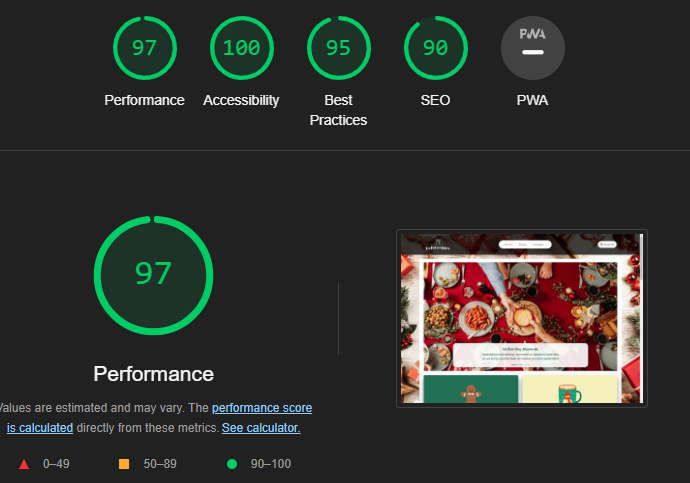 97 100 95 90 PWA
Performance Accessibility Best Practices SEO PWA
97
Performance
Values are estimated and may vary. The performance score
is calculated directly from these metrics. See calculator.
0–49 50–89 90–100